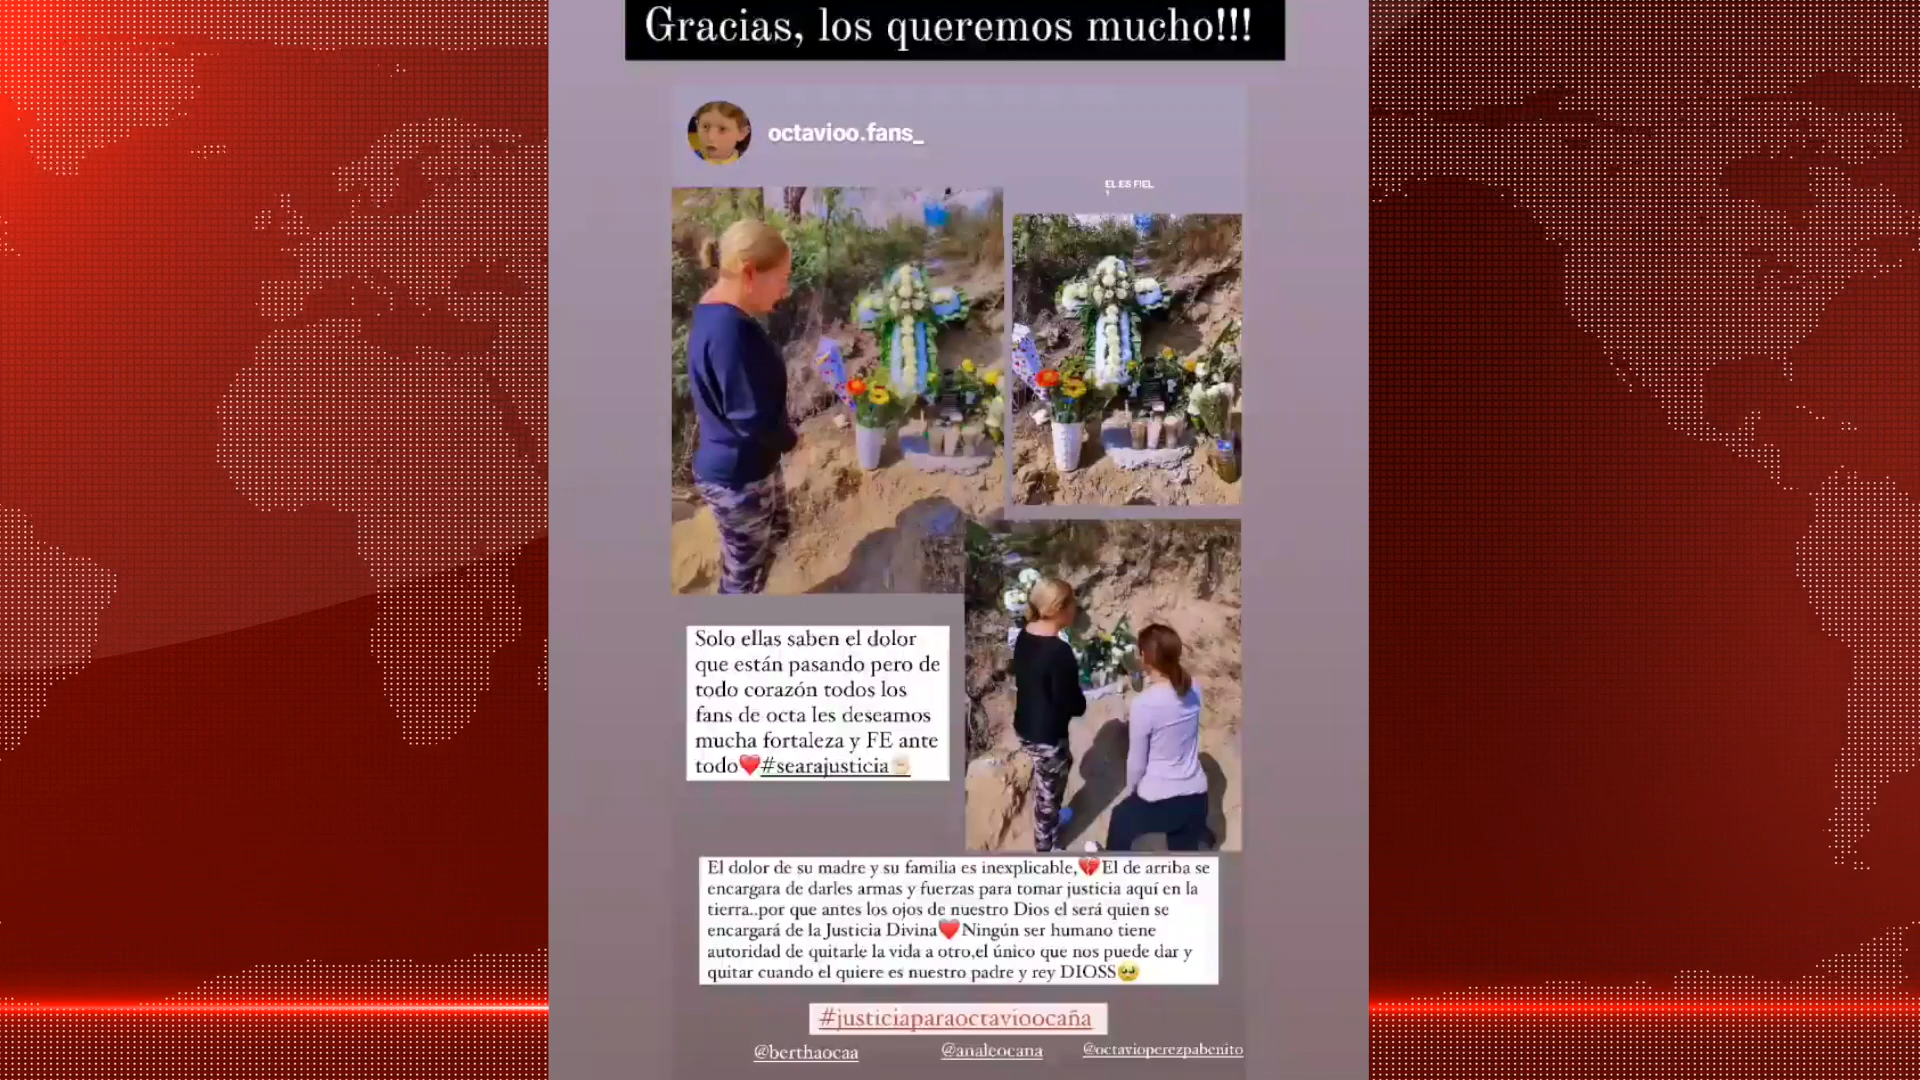 Gracias, los queremos mucho!!!
octavioo.fans_
EL ES FIEL
Y
Solo ellas saben el dolor
que están pasando pero de
todo corazón todos los
fans de octa les deseamos
mucha fortaleza y FE ante
todo❤️#searajusticia✊🏻
El dolor de su madre y su familia es inexplicable,💔El de arriba se
encargara de darles armas y fuerzas para tomar justicia aquí en la
tierra..por que antes los ojos de nuestro Dios el será quien se
encargará de la Justicia Divina❤️Ningún ser humano tiene
autoridad de quitarle la vida a otro,el único que nos puede dar y
quitar cuando el quiere es nuestro padre y rey DIOSS🥹
#justiciaparaoctavioocaña
@berthaocaa @analeocana @octavioperezpabenito